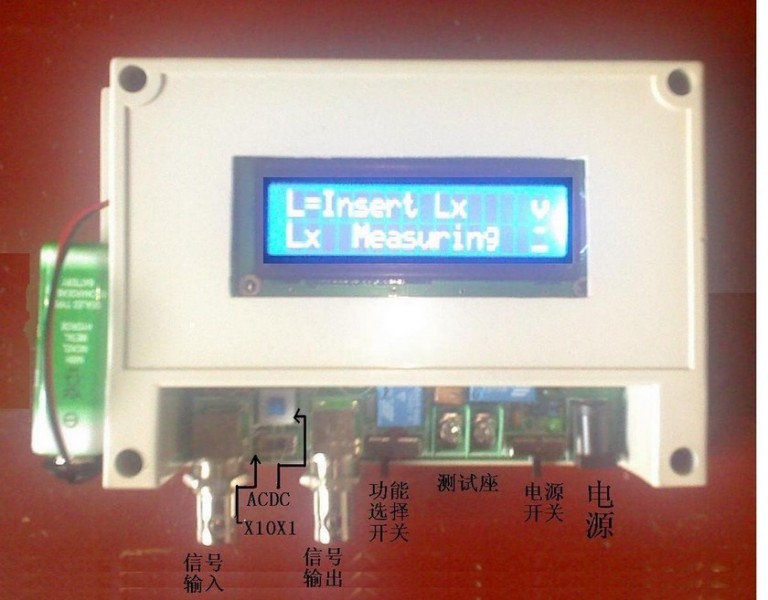 L=Insert Lx v
Lx Measuring _
ACDC
X10X1
信号
输入
信号
输出
功能
选择
开关
测试座
电源
开关
电源